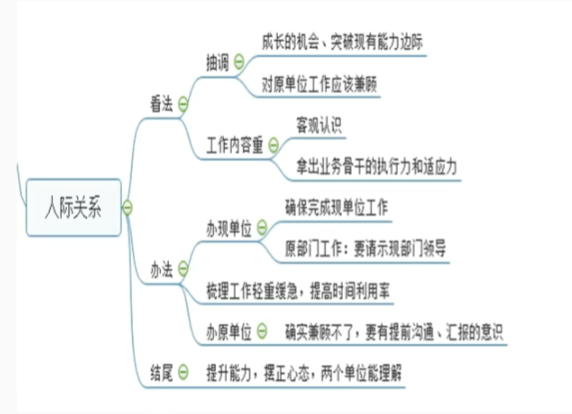 人际关系
看法
抽调
成长的机会、突破现有能力边际
对原单位工作应该兼顾
工作内容重
客观认识
拿出业务骨干的执行力和适应力
办法
办现单位
确保完成现单位工作
原部门工作：要请示现部门领导
梳理工作轻重缓急，提高时间利用率
办原单位
确实兼顾不了，要有提前沟通、汇报的意识
结尾
提升能力，摆正心态，两个单位能理解